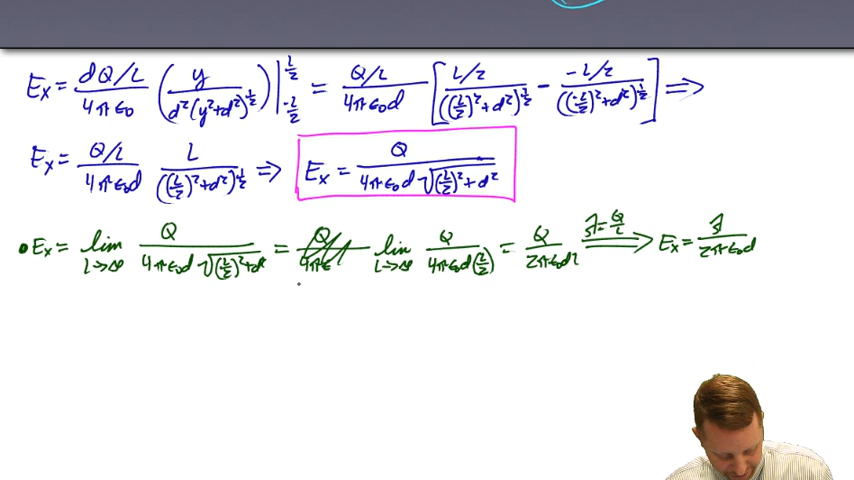 Ex = dQ/L / 4πε₀ (y / d²(y²+d²)^½) |_{-L/2}^{L/2} = Q/L / 4πε₀d [L/2 / ((L/2)²+d²)^½ - -L/2 / ((-L/2)²+d²)^½] ⇒
Ex = Q/L / 4πε₀d L / ((L/2)²+d²)^½ ⇒ Ex = Q / 4πε₀d √((L/2)²+d²)
• Ex = lim_{L→∞} Q / 4πε₀d √((L/2)²+d²) = lim_{L→∞} Q / 4πε₀d(L/2) = Q / 2πε₀dL ⇒^{λ=Q/L} Ex = λ / 2πε₀d